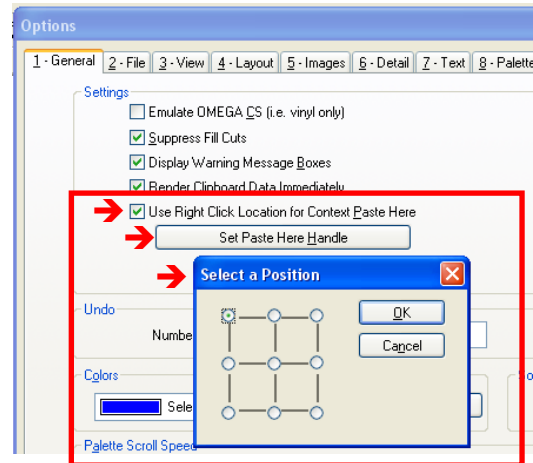 Options
1 - General 2 - File 3 - View 4 - Layout 5 - Images 6 - Detail 7 - Text 8 - Palette
Settings
Emulate OMEGA CS (i.e. vinyl only)
Suppress Fill Cuts
Display Warning Message Boxes
Render Clipboard Data Immediately
Use Right Click Location for Context Paste Here
Set Paste Here Handle
Select a Position
OK
Cancel
Undo
Colors
Palette Scroll Speed